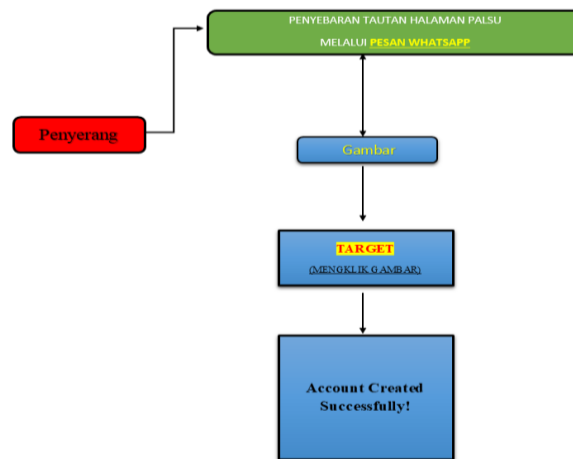 PENYEBARAN TAUTAN HALAMAN PALSU
MELALUI PESAN WHATSAPP
Penyerang
Gambar
TARGET
(MENGKLIK GAMBAR)
Account Created
Successfully!